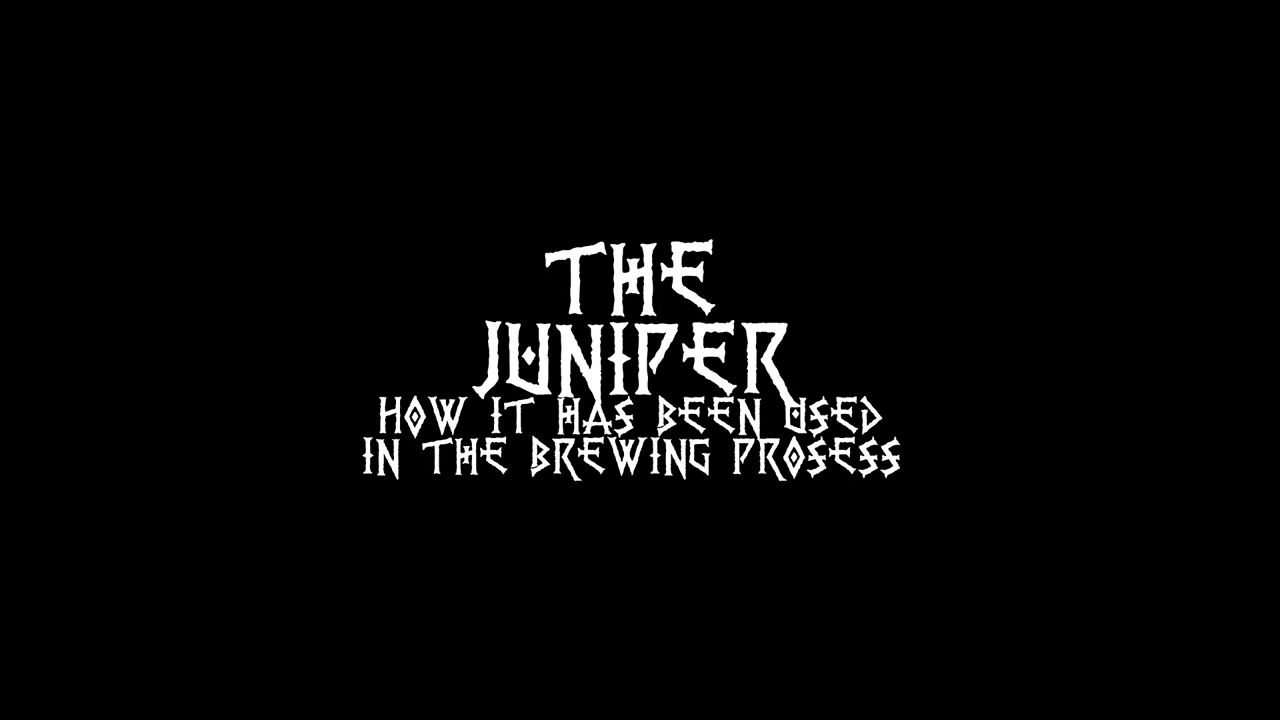 THE
JUNIPER
HOW IT HAS BEEN USED
IN THE BREWING PROSESS